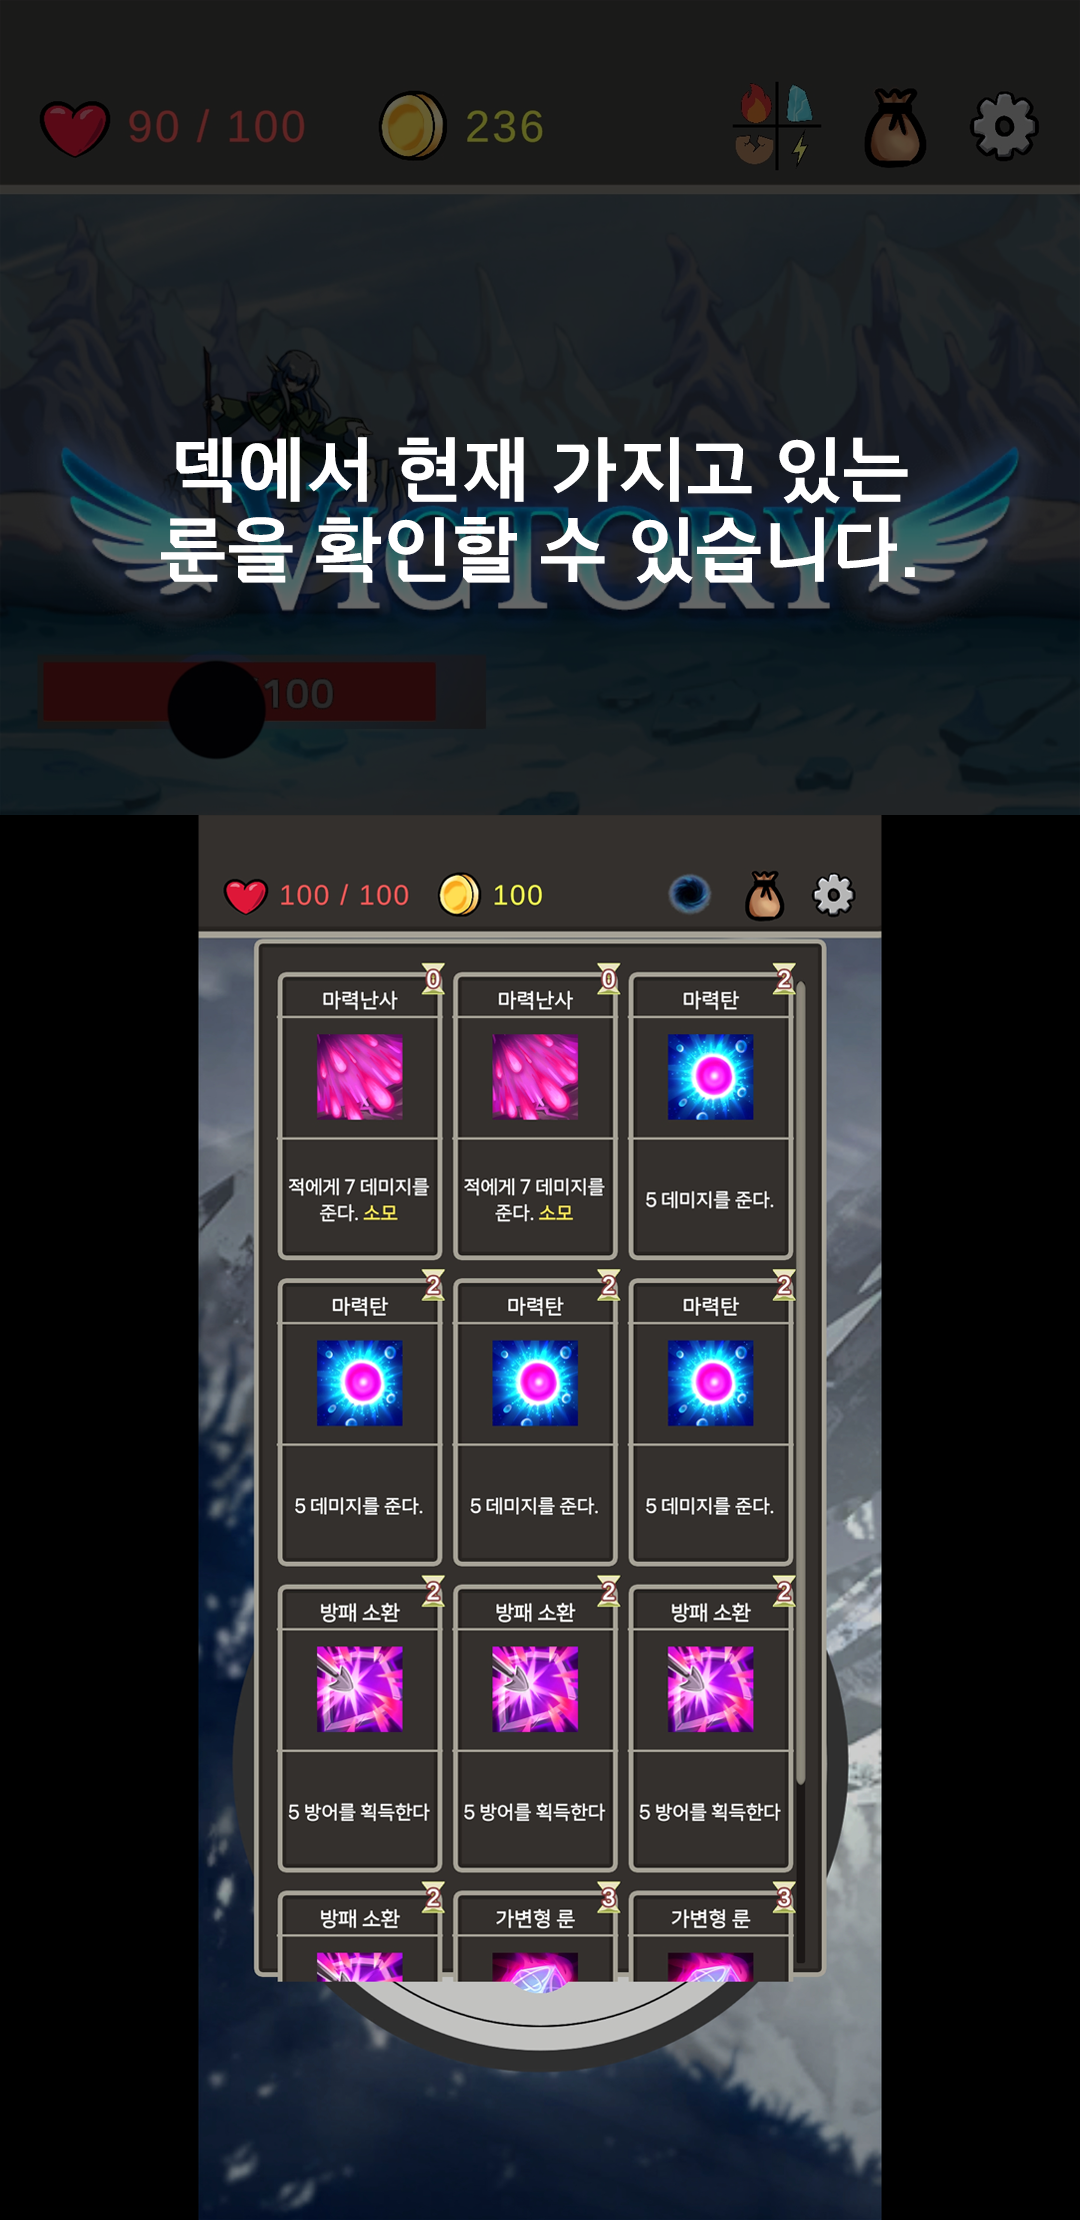 90 / 100
236
덱에서 현재 가지고 있는
룬을 확인할 수 있습니다.
VICTORY
100
100 / 100
100
0
0
2
마력난사
마력난사
마력탄
적에게 7 데미지를
준다. 소모
적에게 7 데미지를
준다. 소모
5 데미지를 준다.
2
2
2
마력탄
마력탄
마력탄
5 데미지를 준다.
5 데미지를 준다.
5 데미지를 준다.
2
2
2
방패 소환
방패 소환
방패 소환
5 방어를 획득한다
5 방어를 획득한다
5 방어를 획득한다
2
3
3
방패 소환
가변형 룬
가변형 룬